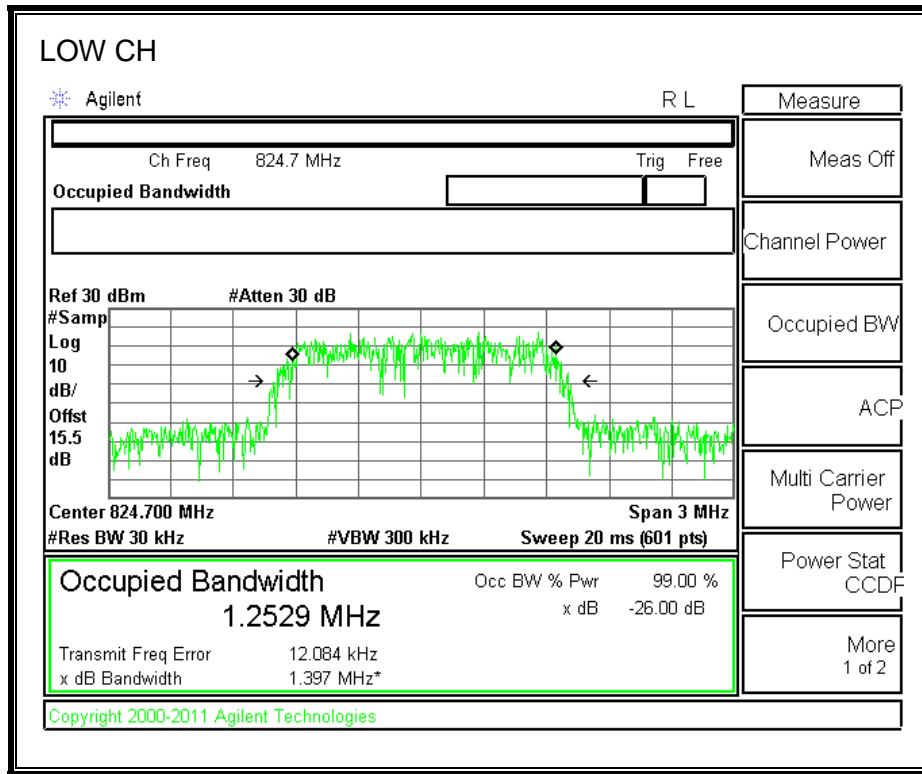 LOW CH
Agilent R L Measure
Ch Freq 824.7 MHz Trig Free
Meas Off
Occupied Bandwidth
Channel Power
Ref 30 dBm #Atten 30 dB
#Samp
Log
10
dB/
Offst
15.5
dB
Occupied BW
ACP
Center 824.700 MHz Span 3 MHz
#Res BW 30 kHz #VBW 300 kHz Sweep 20 ms (601 pts)
Multi Carrier
Power
Occupied Bandwidth Occ BW % Pwr 99.00 %
1.2529 MHz x dB -26.00 dB
Transmit Freq Error 12.084 kHz
x dB Bandwidth 1.397 MHz*
Power Stat
CCDF
More
1 of 2
Copyright 2000-2011 Agilent Technologies